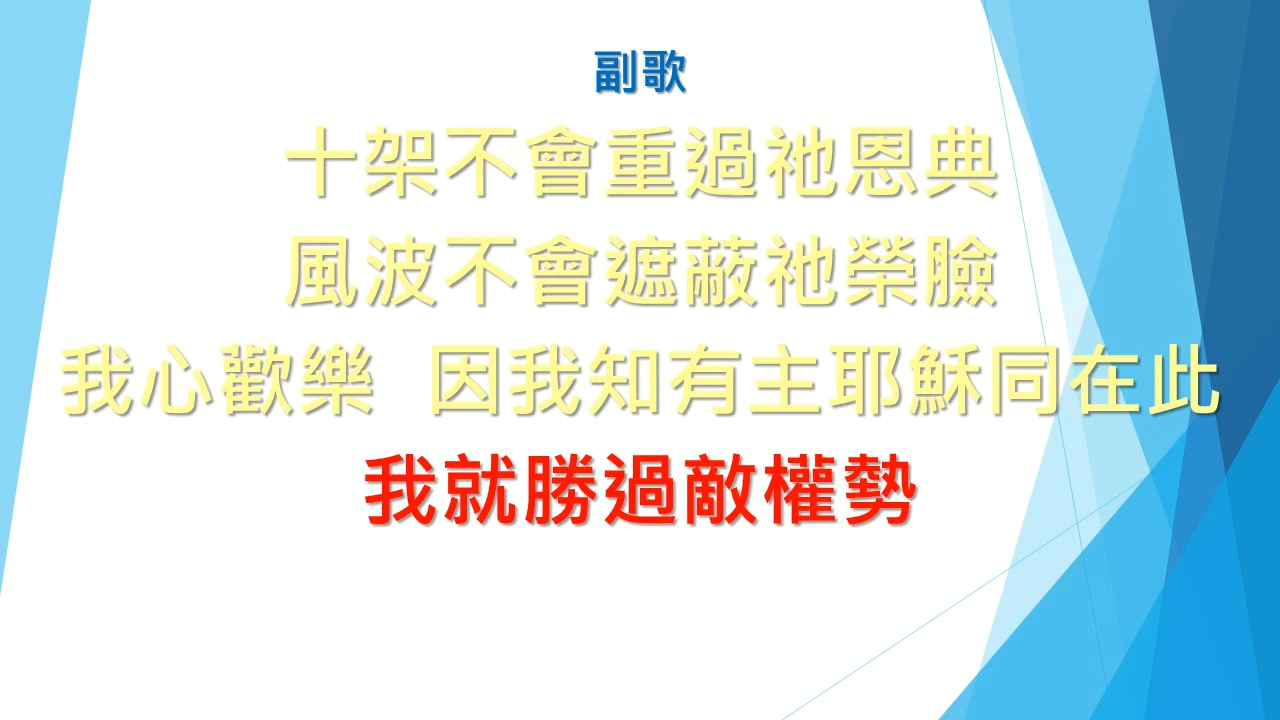 副歌
十架不會重過祂恩典
風波不會遮蔽祂榮臉
我心歡樂 因我知有主耶穌同在此
我就勝過敵權勢